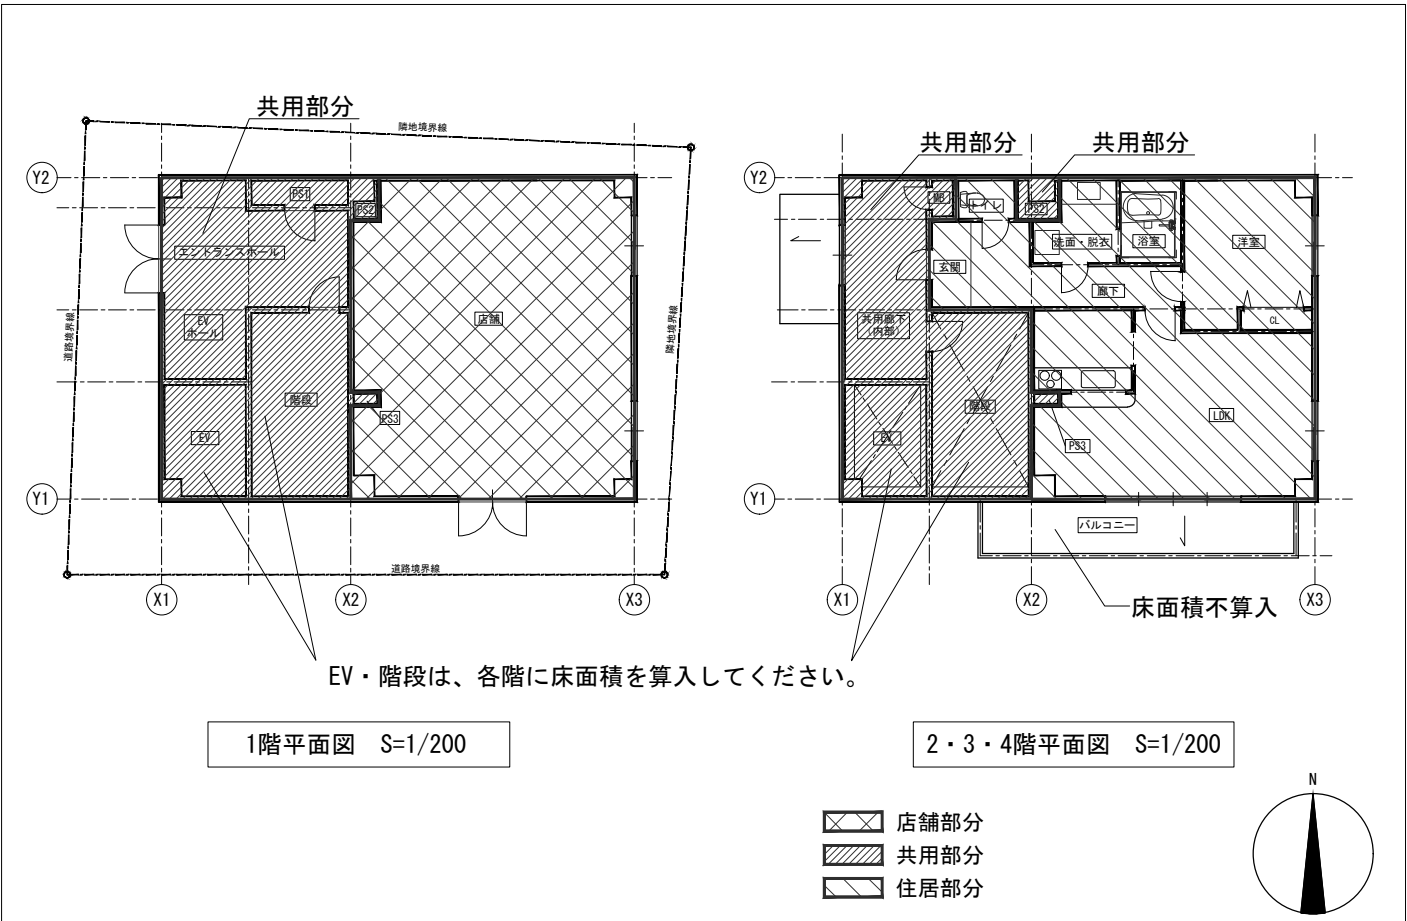 共用部分
隣地境界線
Y2
PS1
PS2
エントランスホール
道路境界線
EV
ホール
店舗
隣地境界線
階段
PS3
EV
Y1
道路境界線
X1
X2
X3
共用部分
共用部分
Y2
MB
トイレ
PS2
洗面・脱衣
浴室
洋室
玄関
廊下
共用廊下
(内部)
CL
階段
LDK
EV
PS3
Y1
バルコニー
X1
X2
床面積不算入
X3
EV・階段は、各階に床面積を算入してください。
1階平面図 S=1/200
2・3・4階平面図 S=1/200
N
店舗部分
共用部分
住居部分